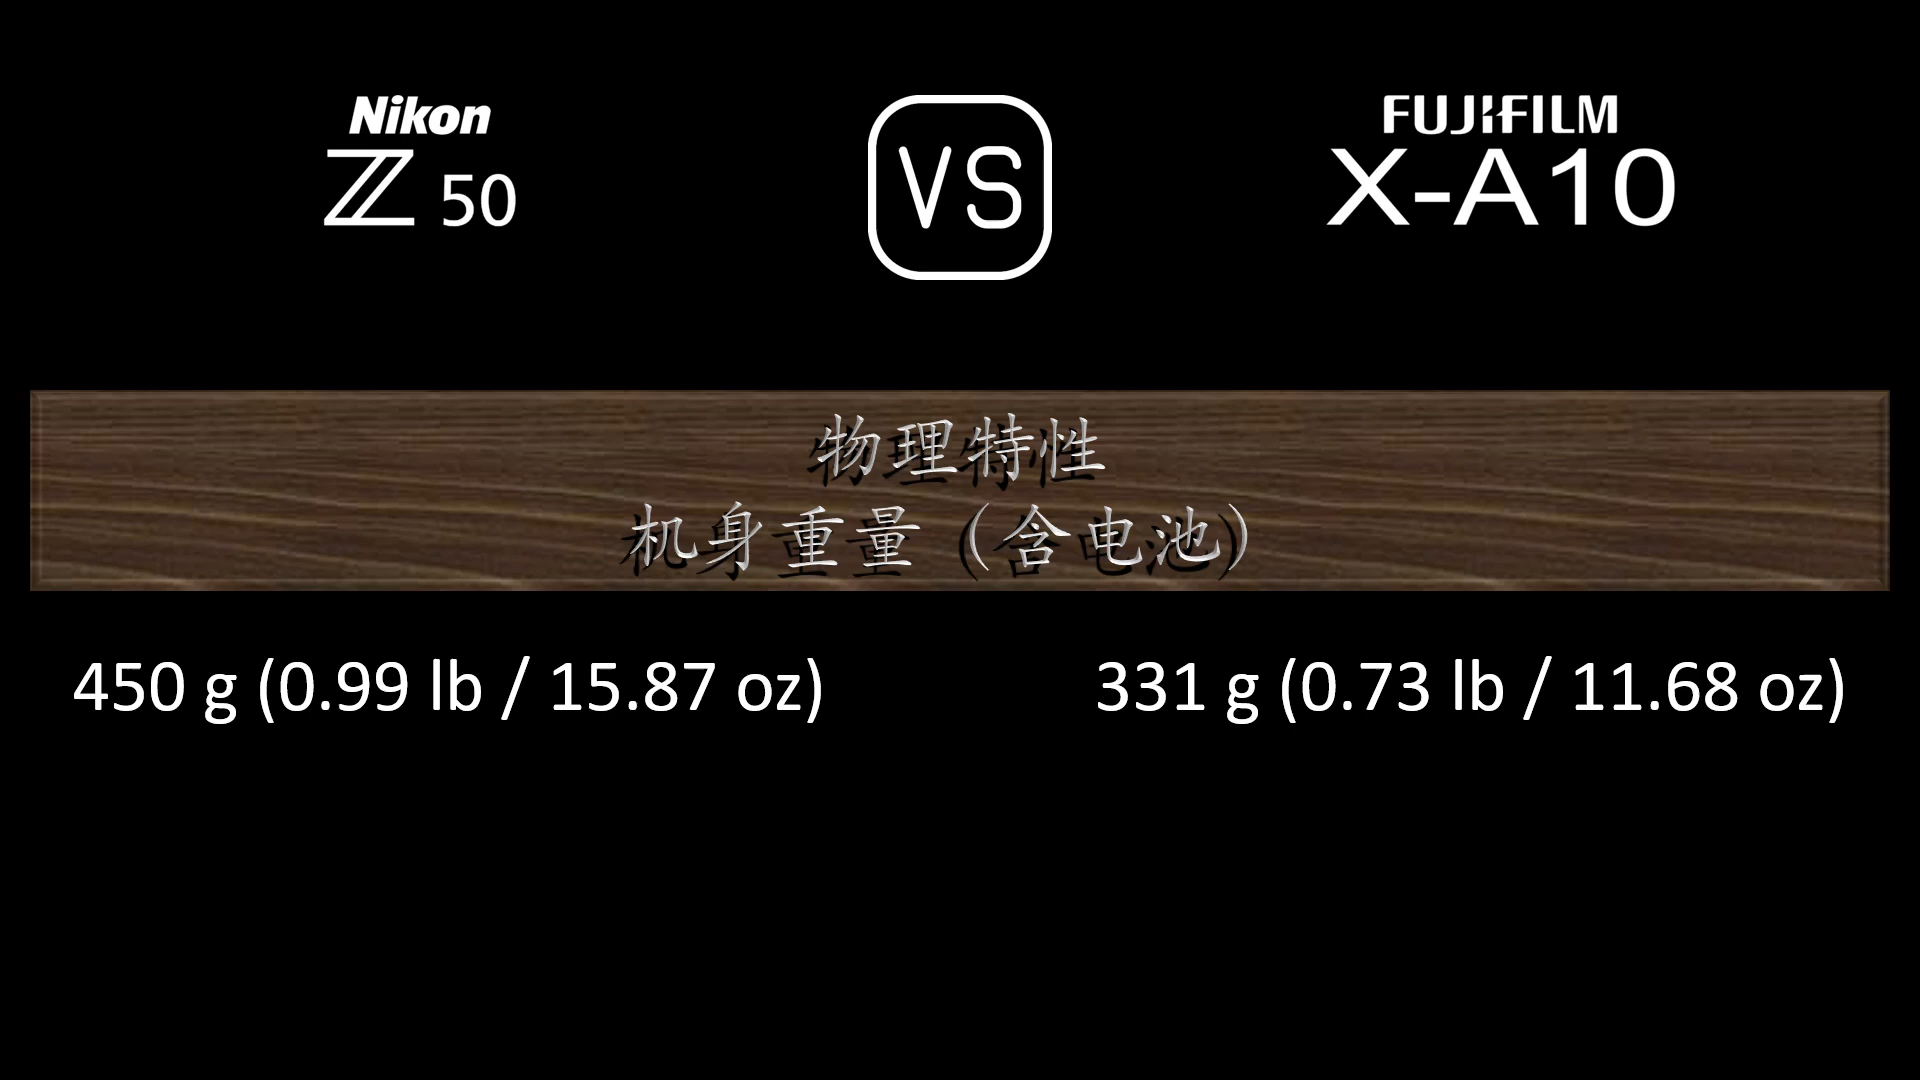 Nikon
Z 50
VS
FUJIFILM
X-A10
物理特性
机身重量（含电池）
450 g (0.99 lb / 15.87 oz)
331 g (0.73 lb / 11.68 oz)